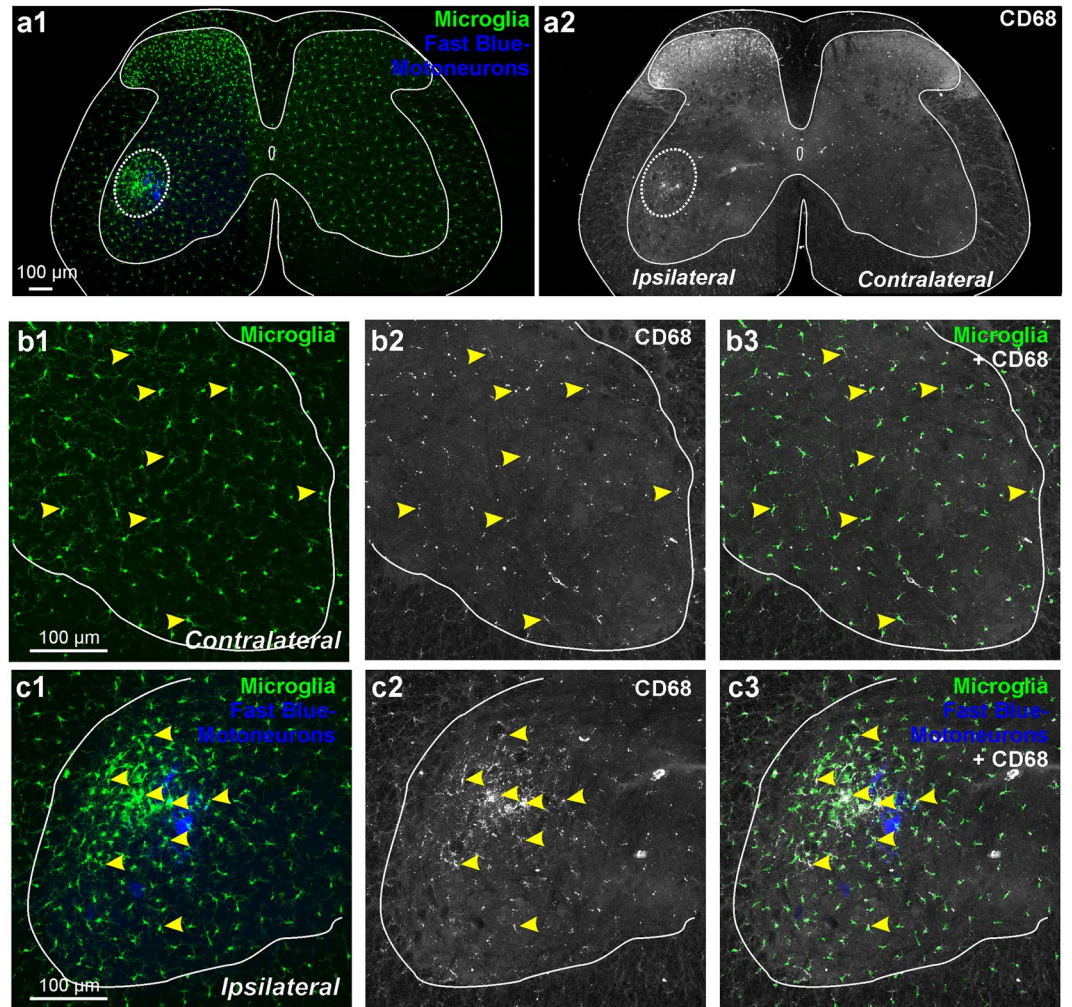 a1
Microglia
Fast Blue-
Motoneurons
100 µm
a2
CD68
Ipsilateral
Contralateral
b1
Microglia
100 µm
Contralateral
b2
CD68
b3
Microglia
+ CD68
c1
Microglia
Fast Blue-
Motoneurons
100 µm
Ipsilateral
c2
CD68
c3
Microglia
Fast Blue-
Motoneurons
+ CD68